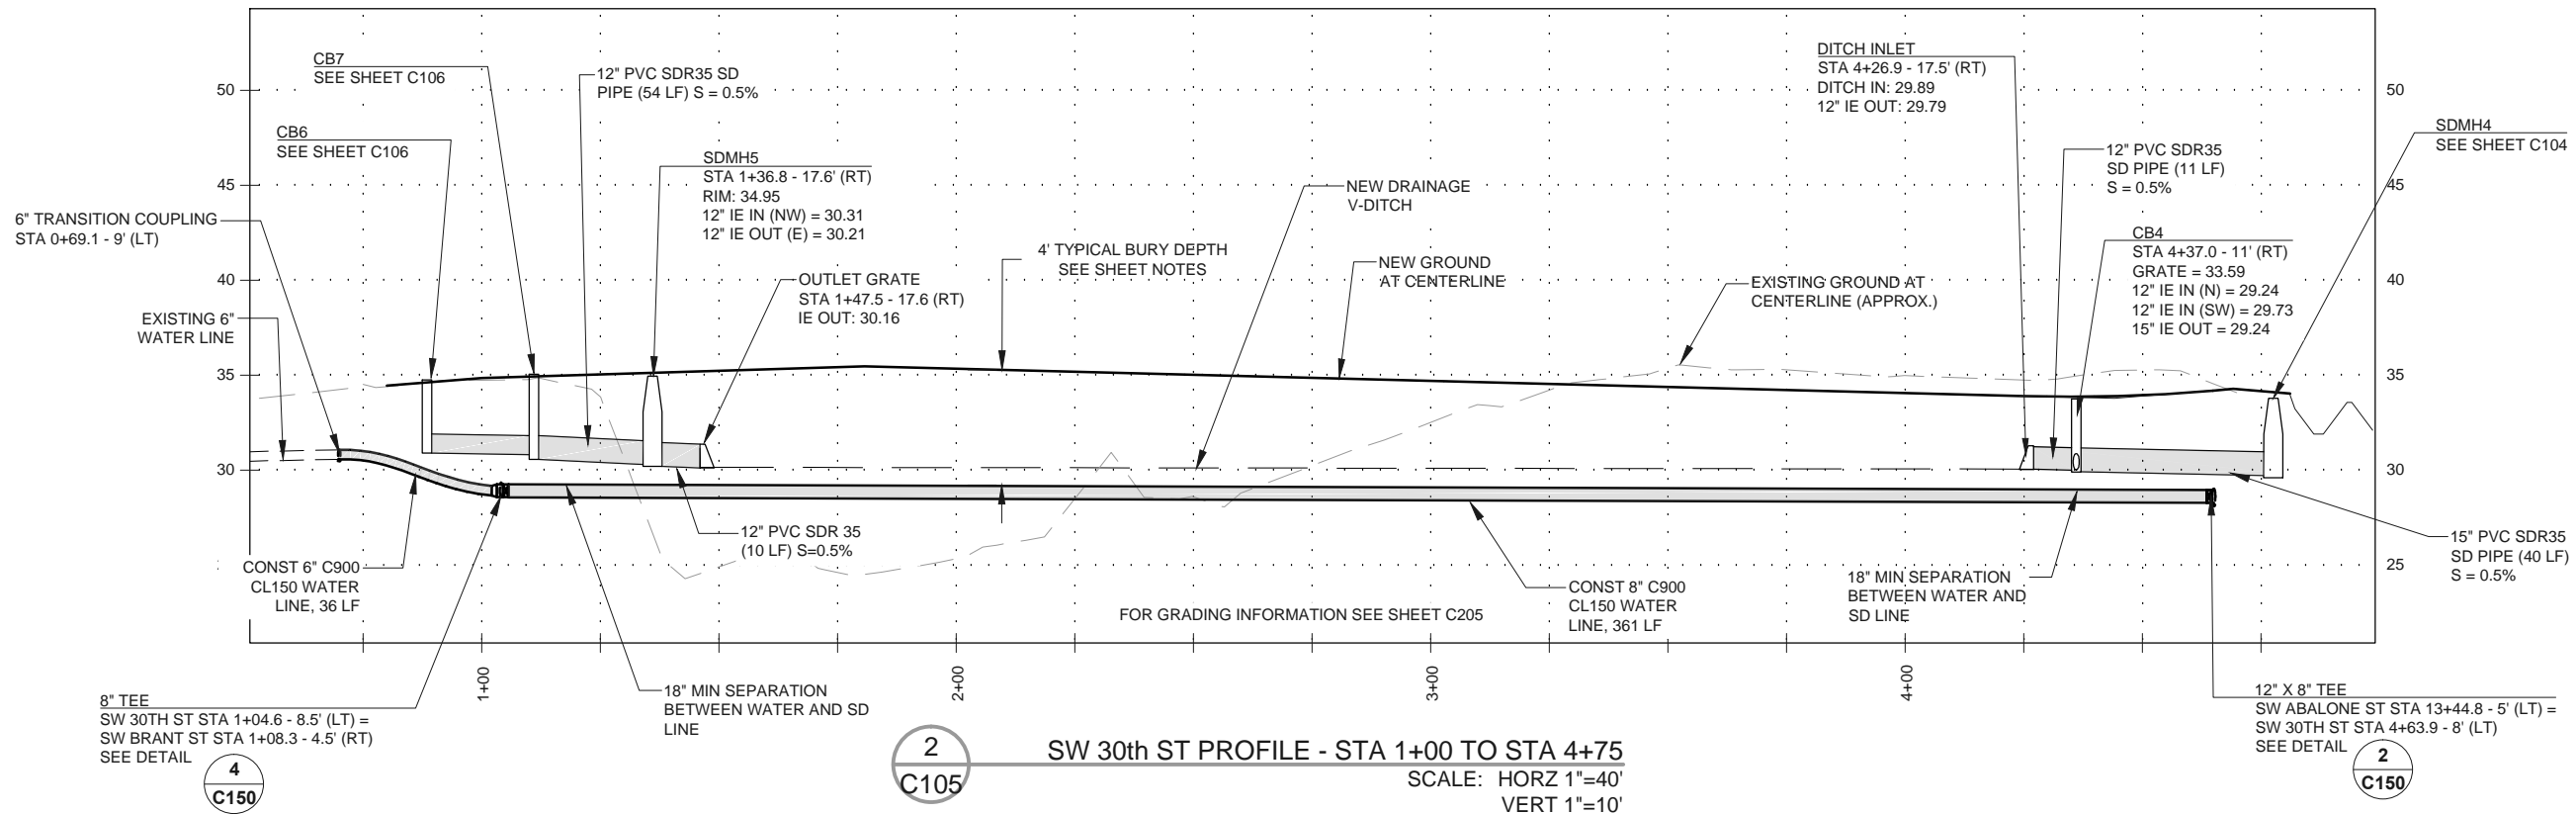 CB7
SEE SHEET C106
12" PVC SDR35 SD
PIPE (54 LF) S = 0.5%
CB6
SEE SHEET C106
SDMH5
STA 1+36.8 - 17.6' (RT)
RIM: 34.95
12" IE IN (NW) = 30.31
12" IE OUT (E) = 30.21
6" TRANSITION COUPLING
STA 0+69.1 - 9' (LT)
EXISTING 6"
WATER LINE
OUTLET GRATE
STA 1+47.5 - 17.6 (RT)
IE OUT: 30.16
4' TYPICAL BURY DEPTH
SEE SHEET NOTES
NEW DRAINAGE
V-DITCH
NEW GROUND
AT CENTERLINE
EXISTING GROUND AT
CENTERLINE (APPROX.)
DITCH INLET
STA 4+26.9 - 17.5' (RT)
DITCH IN: 29.89
12" IE OUT: 29.79
12" PVC SDR35
SD PIPE (11 LF)
S = 0.5%
SDMH4
SEE SHEET C104
CB4
STA 4+37.0 - 11' (RT)
GRATE = 33.59
12" IE IN (N) = 29.24
12" IE IN (SW) = 29.73
15" IE OUT = 29.24
50
45
40
35
30
50
45
40
35
30
25
12" PVC SDR 35
(10 LF) S=0.5%
CONST 6" C900
CL150 WATER
LINE, 36 LF
FOR GRADING INFORMATION SEE SHEET C205
CONST 8" C900
CL150 WATER
LINE, 361 LF
18" MIN SEPARATION
BETWEEN WATER AND
SD LINE
15" PVC SDR35
SD PIPE (40 LF)
S = 0.5%
1+00
2+00
3+00
4+00
8" TEE
SW 30TH ST STA 1+04.6 - 8.5' (LT) =
SW BRANT ST STA 1+08.3 - 4.5' (RT)
SEE DETAIL
4
C150
18" MIN SEPARATION
BETWEEN WATER AND SD
LINE
12" X 8" TEE
SW ABALONE ST STA 13+44.8 - 5' (LT) =
SW 30TH ST STA 4+63.9 - 8' (LT)
SEE DETAIL
2
C150
2
C105
SW 30th ST PROFILE - STA 1+00 TO STA 4+75
SCALE: HORZ 1"=40'
VERT 1"=10'